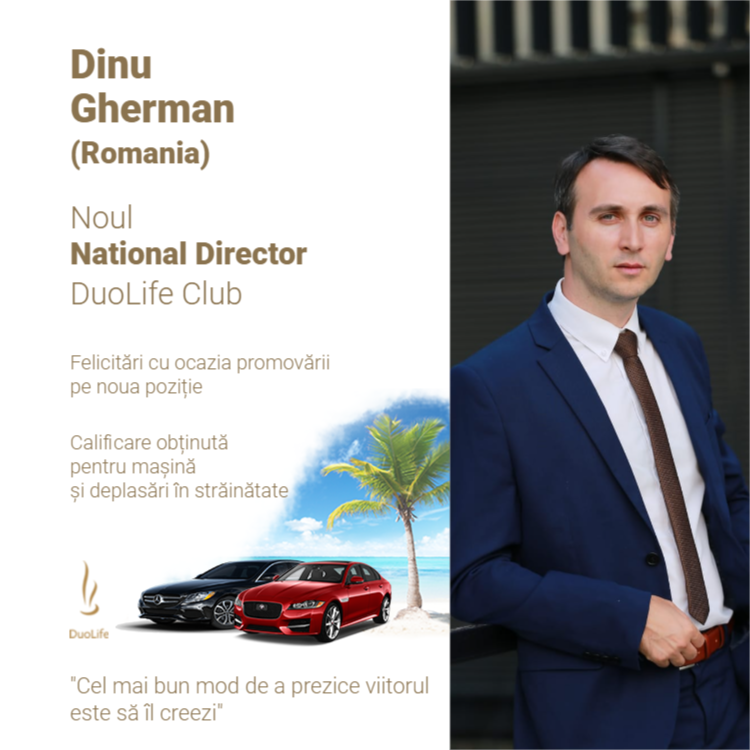 Dinu
Gherman
(Romania)
Noul
National Director
DuoLife Club
Felicitări cu ocazia promovării
pe noua poziție
Calificare obținută
pentru mașină
și deplasări în străinătate
DuoLife
"Cel mai bun mod de a prezice viitorul
este să îl creezi"